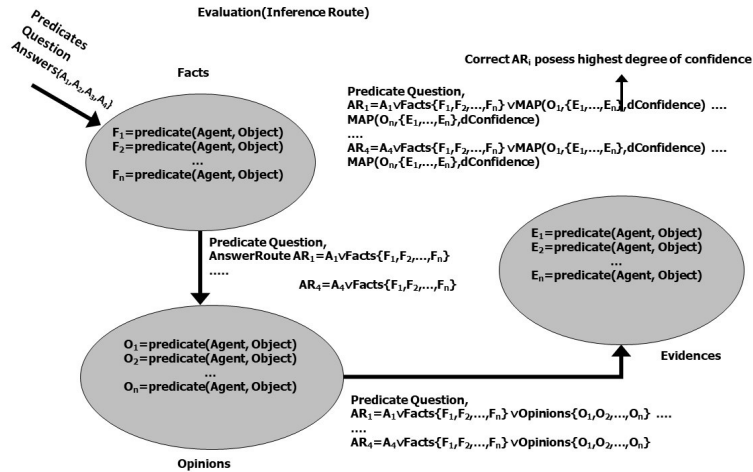 Evaluation(Inference Route)
Predicates
Question
Answers{A₁,A₂,A₃,A₄}
Facts
F₁=predicate(Agent, Object)
F₂=predicate(Agent, Object)
...
Fₙ=predicate(Agent, Object)
Correct ARᵢ posess highest degree of confidence
Predicate Question,
AR₁=A₁∨Facts{F₁,F₂,...,Fₙ} ∨MAP(O₁,{E₁,...,Eₙ},dConfidence) ....
MAP(Oₙ,{E₁,...,Eₙ},dConfidence)
....
AR₄=A₄∨Facts{F₁,F₂,...,Fₙ} ∨MAP(O₁,{E₁,...,Eₙ},dConfidence) ....
MAP(Oₙ,{E₁,...,Eₙ},dConfidence)
Predicate Question,
AnswerRoute AR₁=A₁∨Facts{F₁,F₂,...,Fₙ}
.....
AR₄=A₄∨Facts{F₁,F₂,...,Fₙ}
E₁=predicate(Agent, Object)
E₂=predicate(Agent, Object)
...
Eₙ=predicate(Agent, Object)
Evidences
O₁=predicate(Agent, Object)
O₂=predicate(Agent, Object)
...
Oₙ=predicate(Agent, Object)
Opinions
Predicate Question,
AR₁=A₁∨Facts{F₁,F₂,...,Fₙ} ∨Opinions{O₁,O₂,...,Oₙ} ....
....
AR₄=A₄∨Facts{F₁,F₂,...,Fₙ} ∨Opinions{O₁,O₂,...,Oₙ}